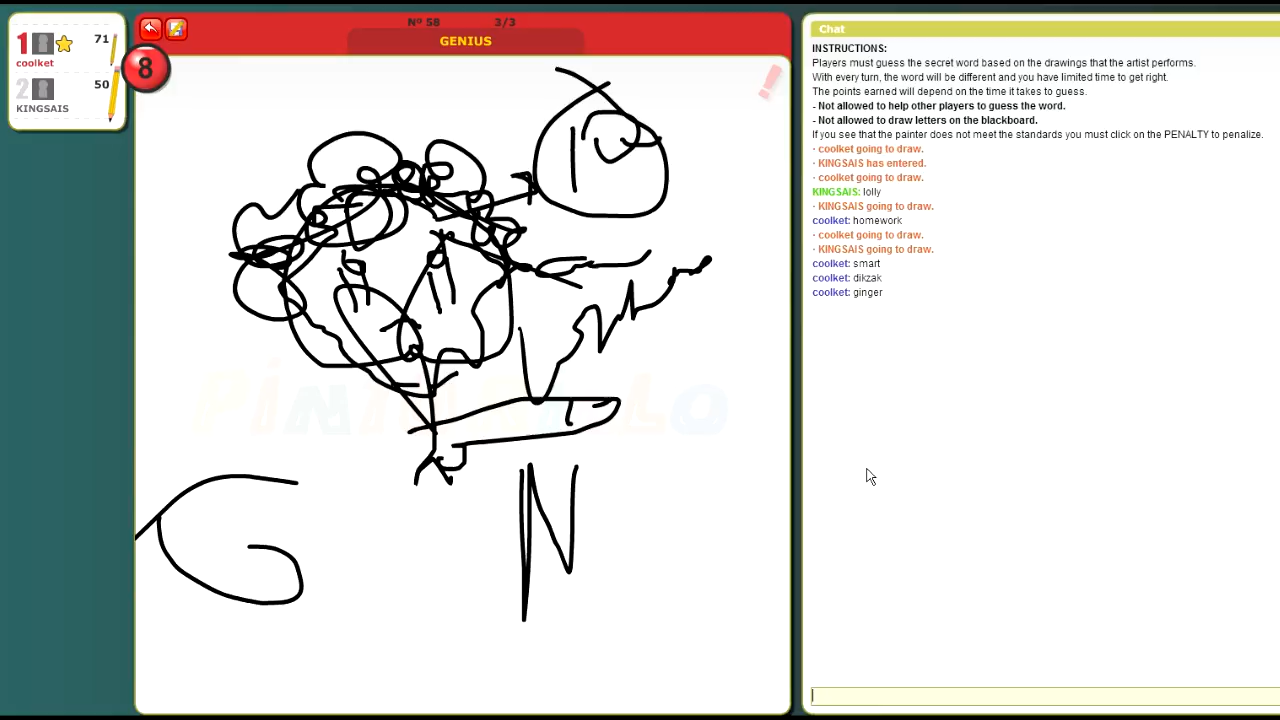 Nº 58 3/3
GENIUS
1 71
coolket
8
2 50
KINGSAIS
PINTURILLO
G N
Chat
INSTRUCTIONS:
Players must guess the secret word based on the drawings that the artist performs.
With every turn, the word will be different and you have limited time to get right.
The points earned will depend on the time it takes to guess.
- Not allowed to help other players to guess the word.
- Not allowed to draw letters on the blackboard.
If you see that the painter does not meet the standards you must click on the PENALTY to penalize.
· coolket going to draw.
· KINGSAIS has entered.
· coolket going to draw.
KINGSAIS: lolly
· KINGSAIS going to draw.
coolket: homework
· coolket going to draw.
· KINGSAIS going to draw.
coolket: smart
coolket: dikzak
coolket: ginger